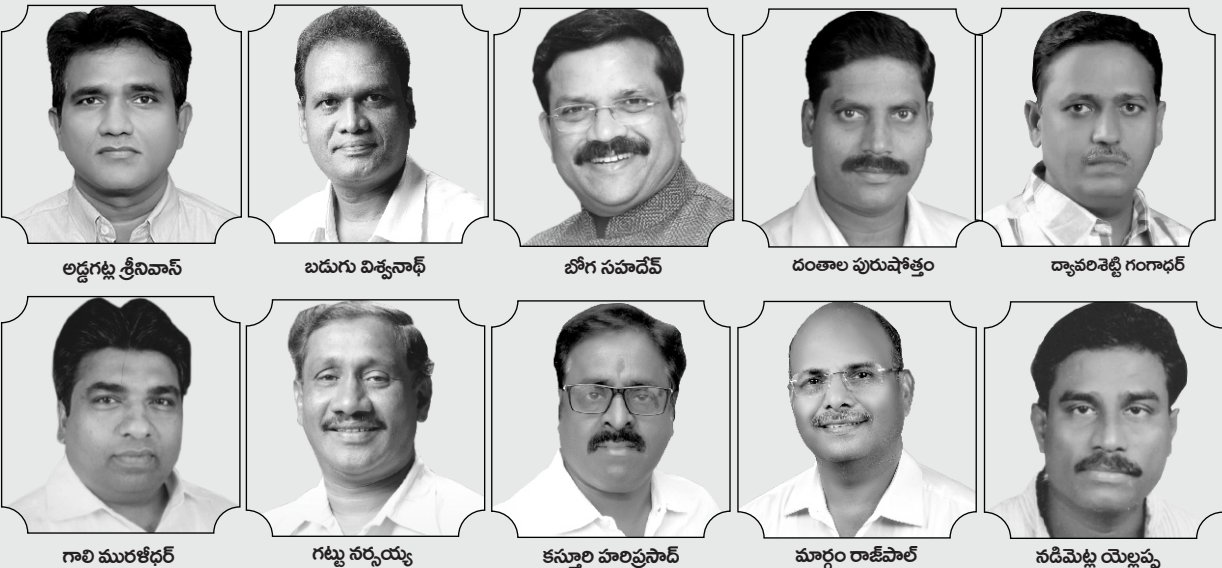 అడ్డగట్ల శ్రీనివాస్
బడుగు విశ్వనాథ్
బోగ సహదేవ్
దంతాల పురుషోత్తం
ద్యావరిశెట్టి గంగాధర్
గాలి మురళీధర్
గట్టు నర్సయ్య
కస్తూరి హరిప్రసాద్
మార్గం రాజ్‌పాల్
నడిమెట్ల యెల్లప్ప